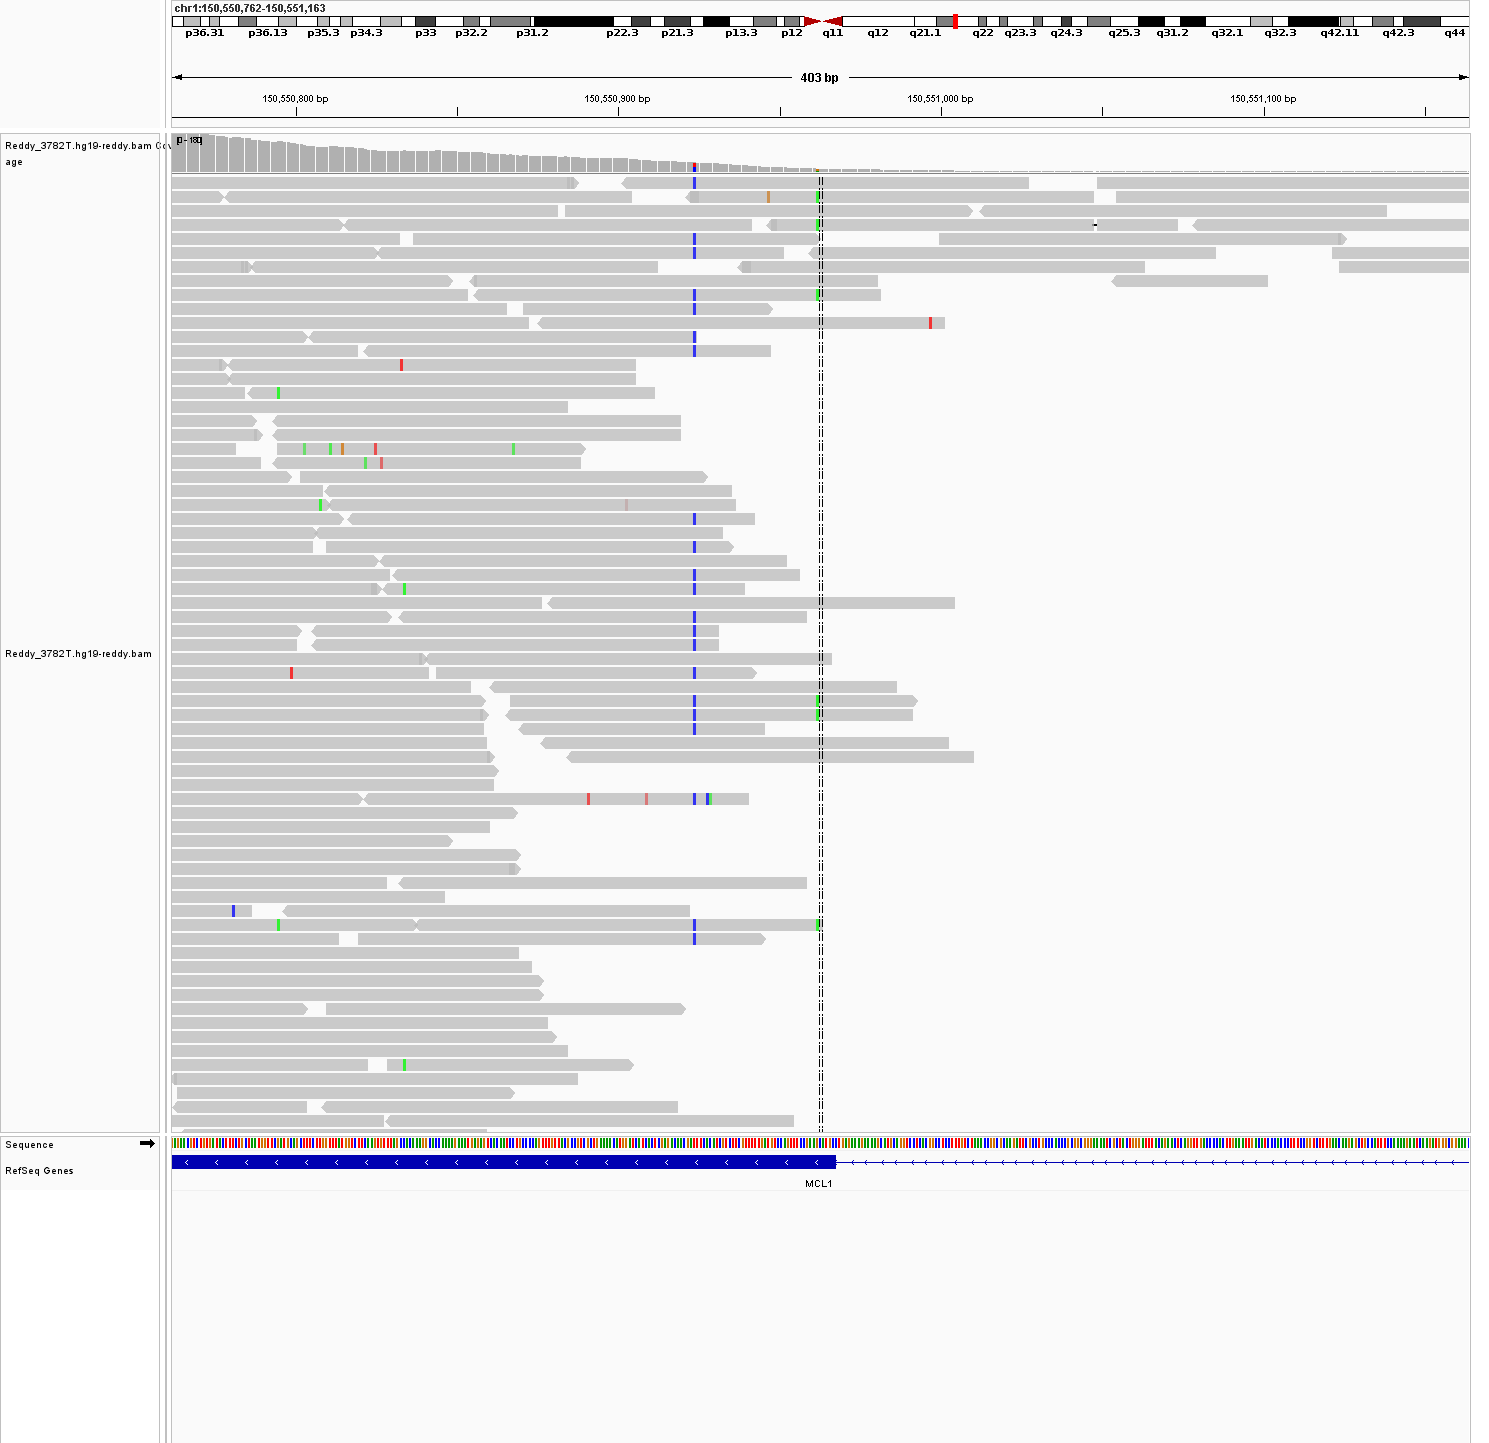 chr1:150,550,762-150,551,163
p36.31 p36.13 p35.3 p34.3 p33 p32.2 p31.2 p22.3 p21.3 p13.3 p12 q11 q12 q21.1 q22 q23.3 q24.3 q25.3 q31.2 q32.1 q32.3 q42.11 q42.3 q44
403 bp
150,550,800 bp 150,550,900 bp 150,551,000 bp 150,551,100 bp
Reddy_3782T.hg19-reddy.bam Cov
age
[0 - 180]
Reddy_3782T.hg19-reddy.bam
Sequence
RefSeq Genes
MCL1